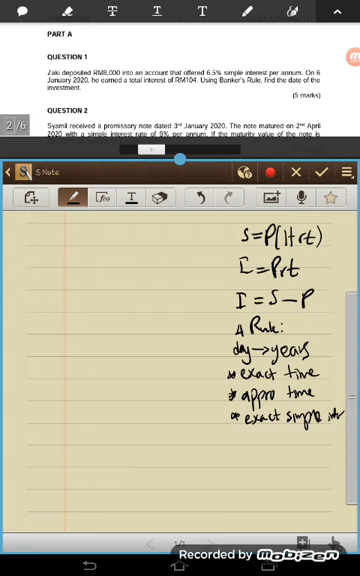 PART A
QUESTION 1
Zaki deposited RM8,000 into an account that offered 6.5% simple interest per annum. On 6
January 2020, he earned a total interest of RM104. Using Banker's Rule, find the date of the
investment.
(5 marks)
QUESTION 2
Syamil received a promissory note dated 3rd January 2020. The note matured on 2nd April
2020 with a simple interest rate of 9% per annum. If the maturity value of the note is
2/6
S Note
S=P(1+rt)
I=Prt
I=S-P
4 Rule:
day→years
* exact time
* appro time
* exact simple
1/1
Recorded by Mobizen